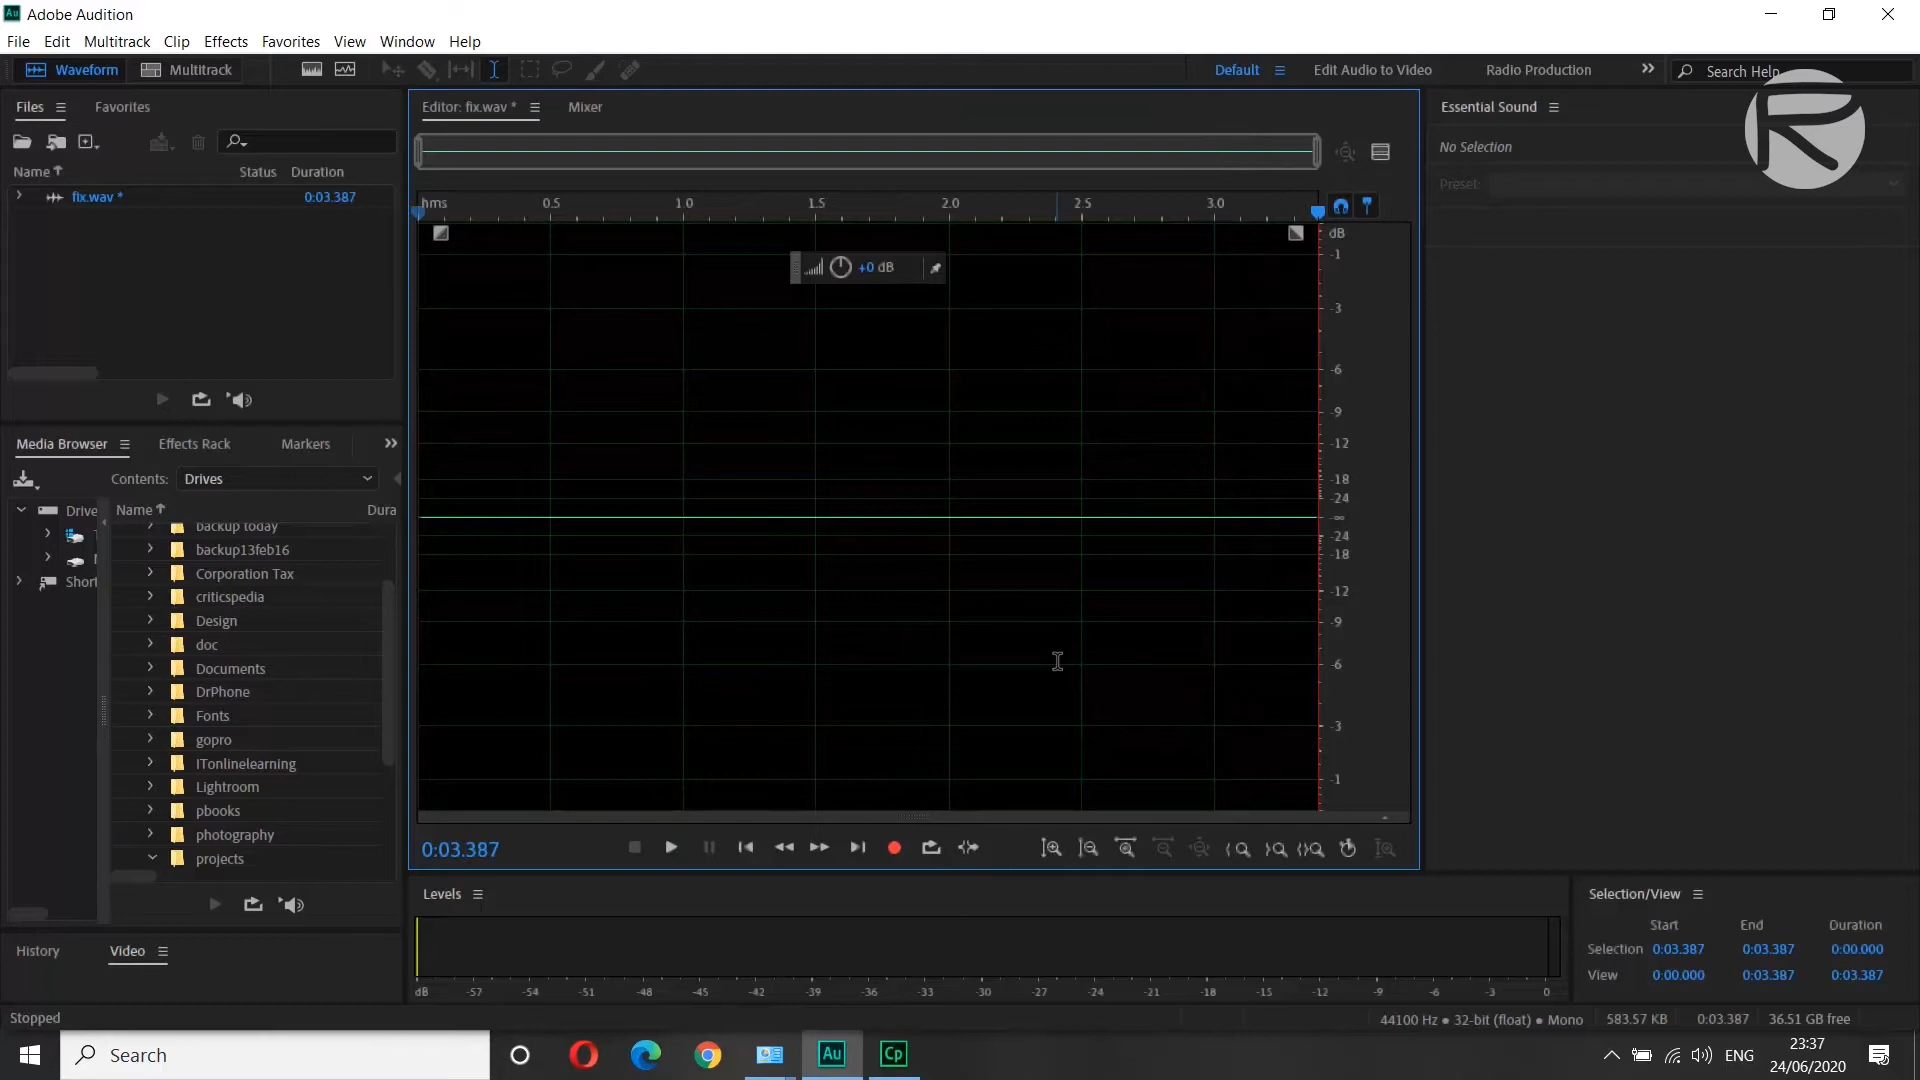 Au Adobe Audition
File Edit Multitrack Clip Effects Favorites View Window Help
Waveform Multitrack Default Edit Audio to Video Radio Production Search Help
Files Favorites
Name Status Duration
fix.wav * 0:03.387
Media Browser Effects Rack Markers
Contents: Drives
Drive
Short
Name Dura
backup today
backup13feb16
Corporation Tax
criticspedia
Design
doc
Documents
DrPhone
Fonts
gopro
ITonlinelearning
Lightroom
pbooks
photography
projects
History Video
Stopped
Editor: fix.wav * Mixer
hms 0.5 1.0 1.5 2.0 2.5 3.0
+0 dB
dB
-1
-3
-6
-9
-12
-18
-24
-∞
-24
-18
-12
-9
-6
-3
-1
0:03.387
Levels
dB -57 -54 -51 -48 -45 -42 -39 -36 -33 -30 -27 -24 -21 -18 -15 -12 -9 -6 -3 0
Essential Sound
No Selection
Preset:
R
Selection/View
Start End Duration
Selection 0:03.387 0:03.387 0:00.000
View 0:00.000 0:03.387 0:03.387
44100 Hz ● 32-bit (float) ● Mono 583.57 KB 0:03.387 36.51 GB free
Search Au Cp ENG
23:37
24/06/2020